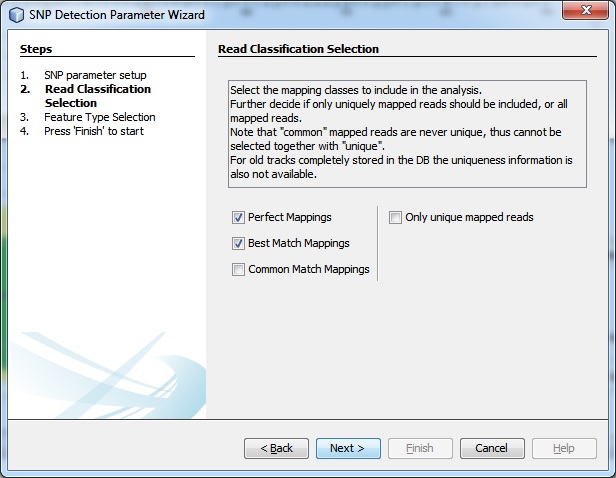 SNP Detection Parameter Wizard
Steps
1. SNP parameter setup
2. Read Classification
Selection
3. Feature Type Selection
4. Press 'Finish' to start
Read Classification Selection
Select the mapping classes to include in the analysis.
Further decide if only uniquely mapped reads should be included, or all
mapped reads.
Note that "common" mapped reads are never unique, thus cannot be
selected together with "unique".
For old tracks completely stored in the DB the uniqueness information is
also not available.
Perfect Mappings
Only unique mapped reads
Best Match Mappings
Common Match Mappings
< Back
Next >
Finish
Cancel
Help